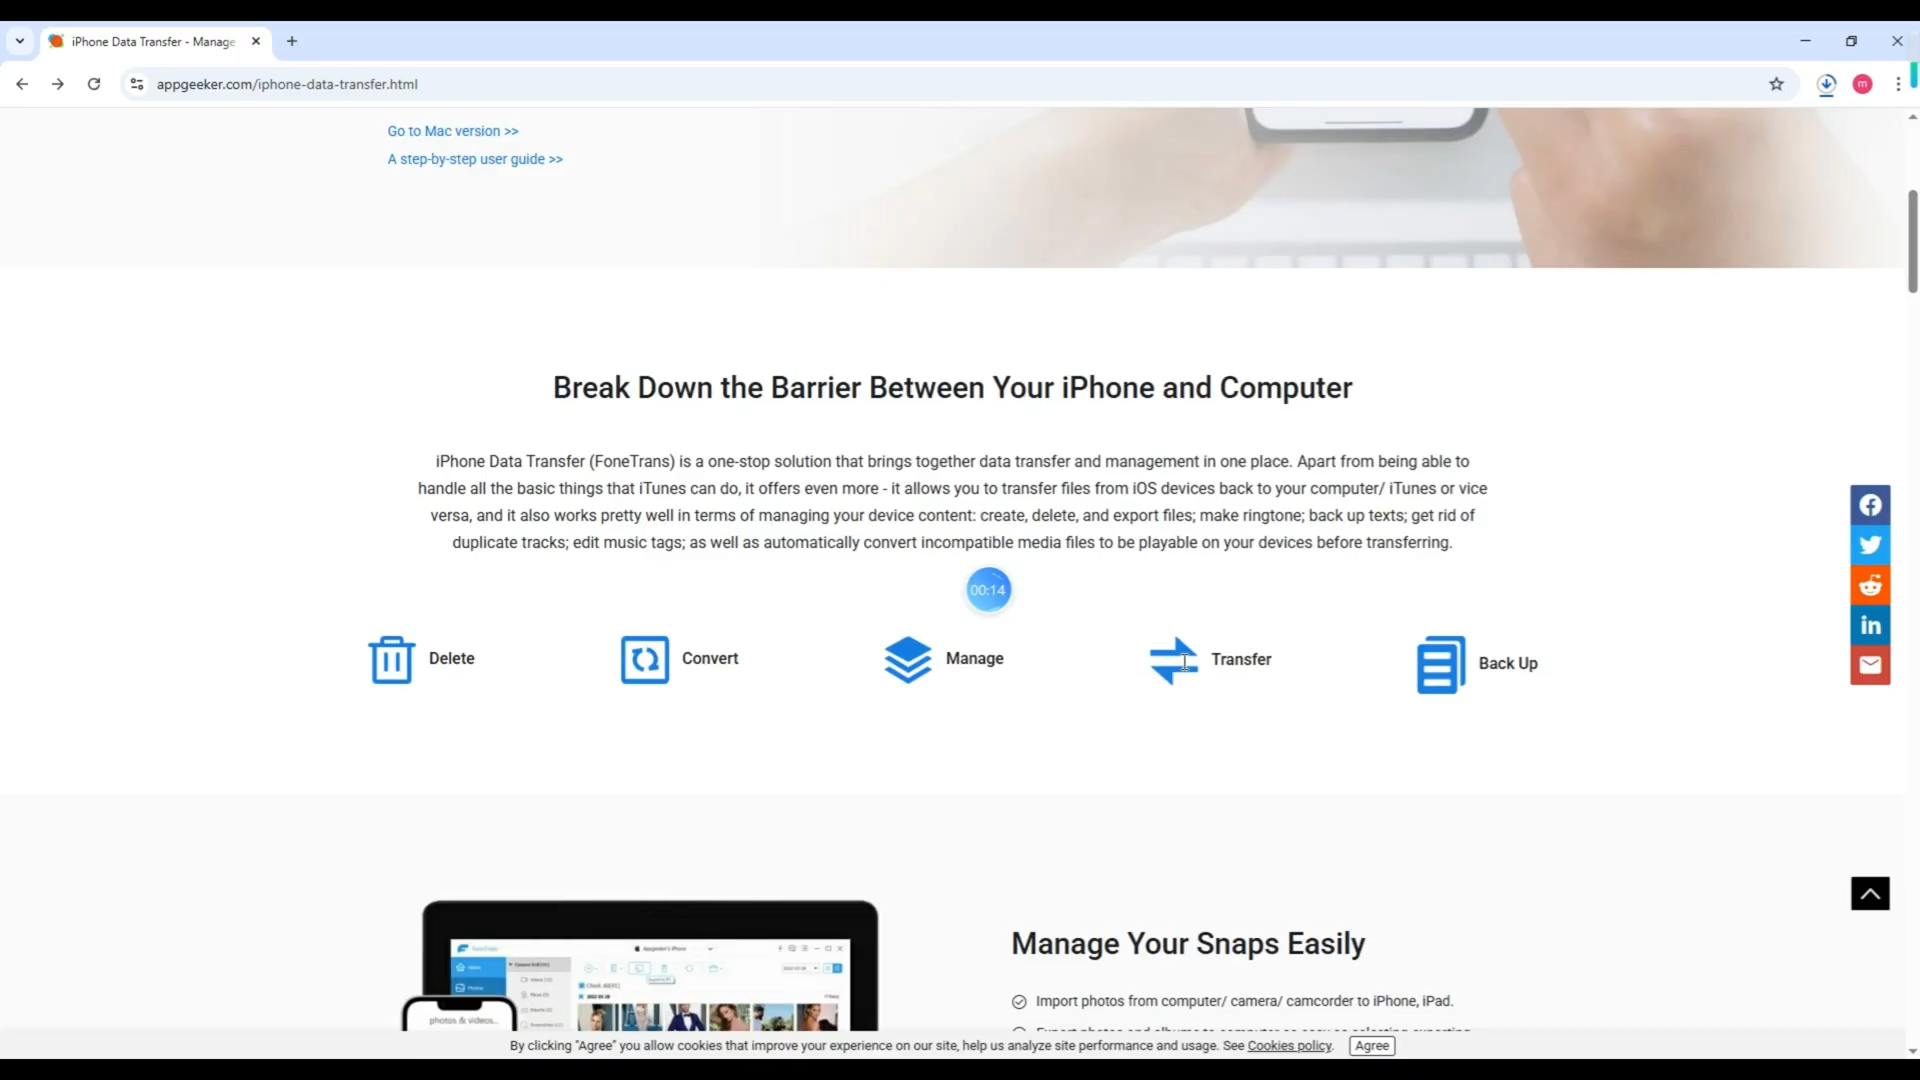 iPhone Data Transfer - Manage
appgeeker.com/iphone-data-transfer.html
m
Go to Mac version >>
A step-by-step user guide >>
Break Down the Barrier Between Your iPhone and Computer
iPhone Data Transfer (FoneTrans) is a one-stop solution that brings together data transfer and management in one place. Apart from being able to
handle all the basic things that iTunes can do, it offers even more - it allows you to transfer files from iOS devices back to your computer/ iTunes or vice
versa, and it also works pretty well in terms of managing your device content: create, delete, and export files; make ringtone; back up texts; get rid of
duplicate tracks; edit music tags; as well as automatically convert incompatible media files to be playable on your devices before transferring.
00:14
Delete
Convert
Manage
Transfer
Back Up
in
Manage Your Snaps Easily
Import photos from computer/ camera/ camcorder to iPhone, iPad.
photos & videos...
By clicking "Agree" you allow cookies that improve your experience on our site, help us analyze site performance and usage. See Cookies policy. Agree